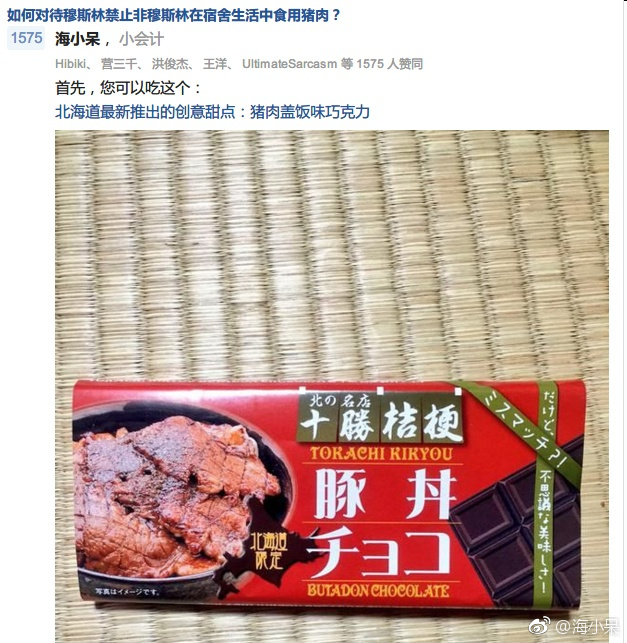 如何对待穆斯林禁止非穆斯林在宿舍生活中食用猪肉？
1575
海小呆，小会计
Hibiki、 营三千、 洪俊杰、 王洋、 UltimateSarcasm 等 1575 人赞同
首先，您可以吃这个：
北海道最新推出的创意甜点：猪肉盖饭味巧克力
北の名店
十勝桔梗
TOKACHI KIKYOU
豚丼
チョコ
BUTADON CHOCOLATE
北海道
限定
ミスマッチ?!
だけど、
不思議な美味しさ!
写真はイメージです。
@海小呆